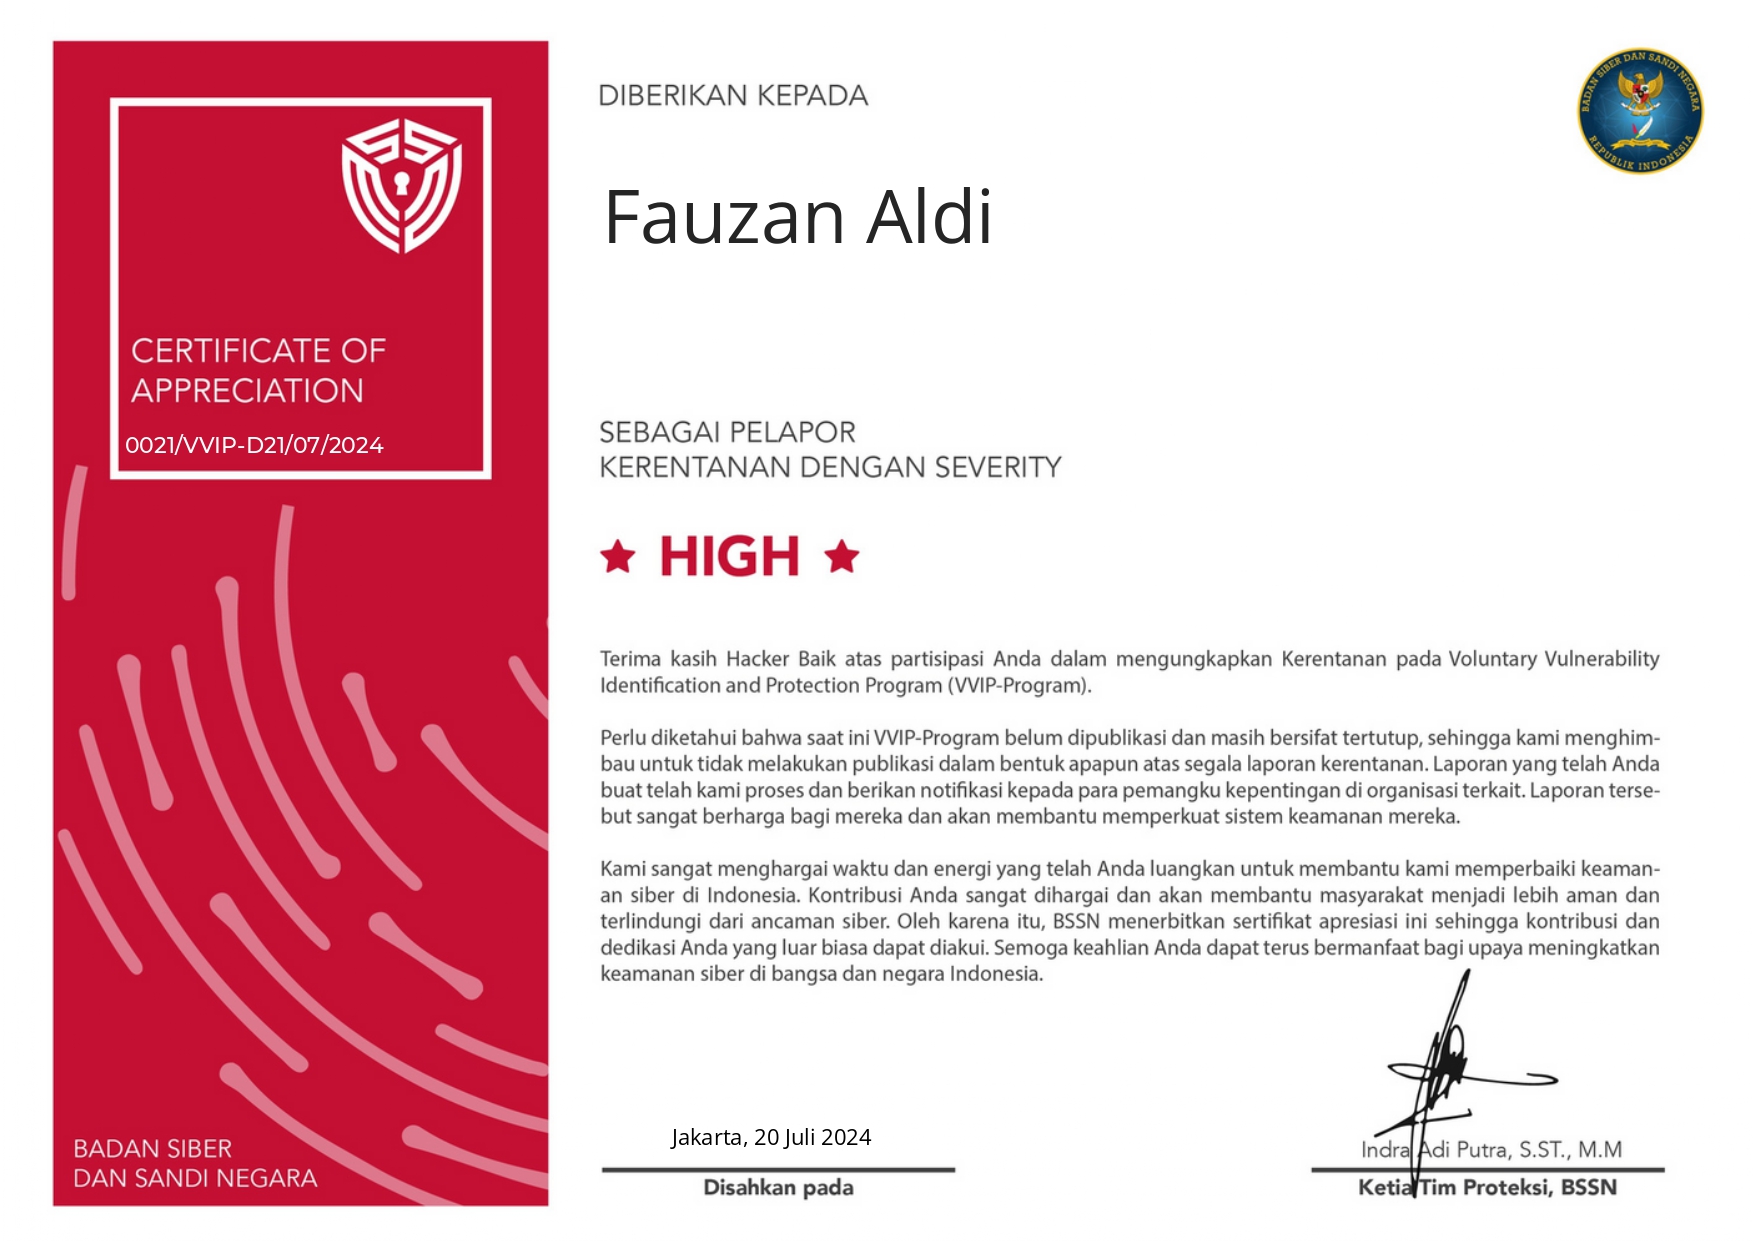 BADAN SIBER DAN SANDI NEGARA
REPUBLIK INDONESIA
CERTIFICATE OF
APPRECIATION
0021/VVIP-D21/07/2024
BADAN SIBER
DAN SANDI NEGARA
DIBERIKAN KEPADA
Fauzan Aldi
SEBAGAI PELAPOR
KERENTANAN DENGAN SEVERITY
HIGH
Terima kasih Hacker Baik atas partisipasi Anda dalam mengungkapkan Kerentanan pada Voluntary Vulnerability
Identification and Protection Program (VVIP-Program).
Perlu diketahui bahwa saat ini VVIP-Program belum dipublikasi dan masih bersifat tertutup, sehingga kami menghim-
bau untuk tidak melakukan publikasi dalam bentuk apapun atas segala laporan kerentanan. Laporan yang telah Anda
buat telah kami proses dan berikan notifikasi kepada para pemangku kepentingan di organisasi terkait. Laporan terse-
but sangat berharga bagi mereka dan akan membantu memperkuat sistem keamanan mereka.
Kami sangat menghargai waktu dan energi yang telah Anda luangkan untuk membantu kami memperbaiki keaman-
an siber di Indonesia. Kontribusi Anda sangat dihargai dan akan membantu masyarakat menjadi lebih aman dan
terlindungi dari ancaman siber. Oleh karena itu, BSSN menerbitkan sertifikat apresiasi ini sehingga kontribusi dan
dedikasi Anda yang luar biasa dapat diakui. Semoga keahlian Anda dapat terus bermanfaat bagi upaya meningkatkan
keamanan siber di bangsa dan negara Indonesia.
Jakarta, 20 Juli 2024
Disahkan pada
Indra Adi Putra, S.ST., M.M
Ketia Tim Proteksi, BSSN